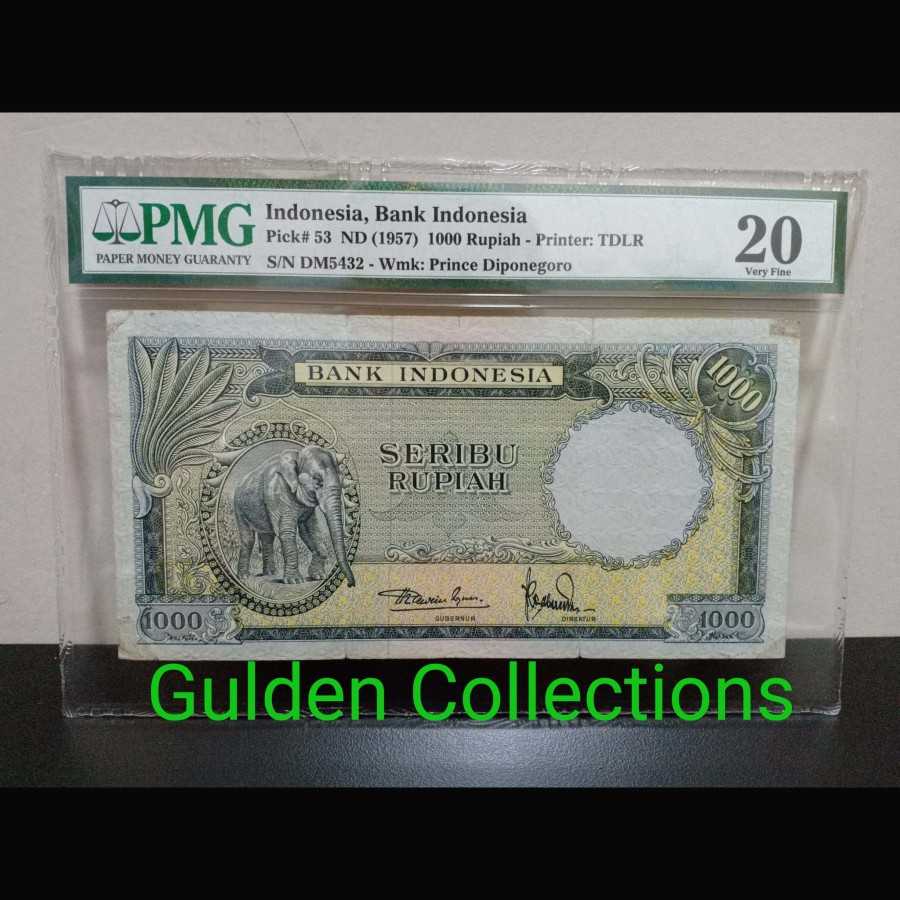 PMG
PAPER MONEY GUARANTY
Indonesia, Bank Indonesia
Pick# 53 ND (1957) 1000 Rupiah - Printer: TDLR
S/N DM5432 - Wmk: Prince Diponegoro
20
Very Fine
BANK INDONESIA
1000
SERIBU
RUPIAH
GUBERNUR
DIREKTUR
1000
1000
Gulden Collections